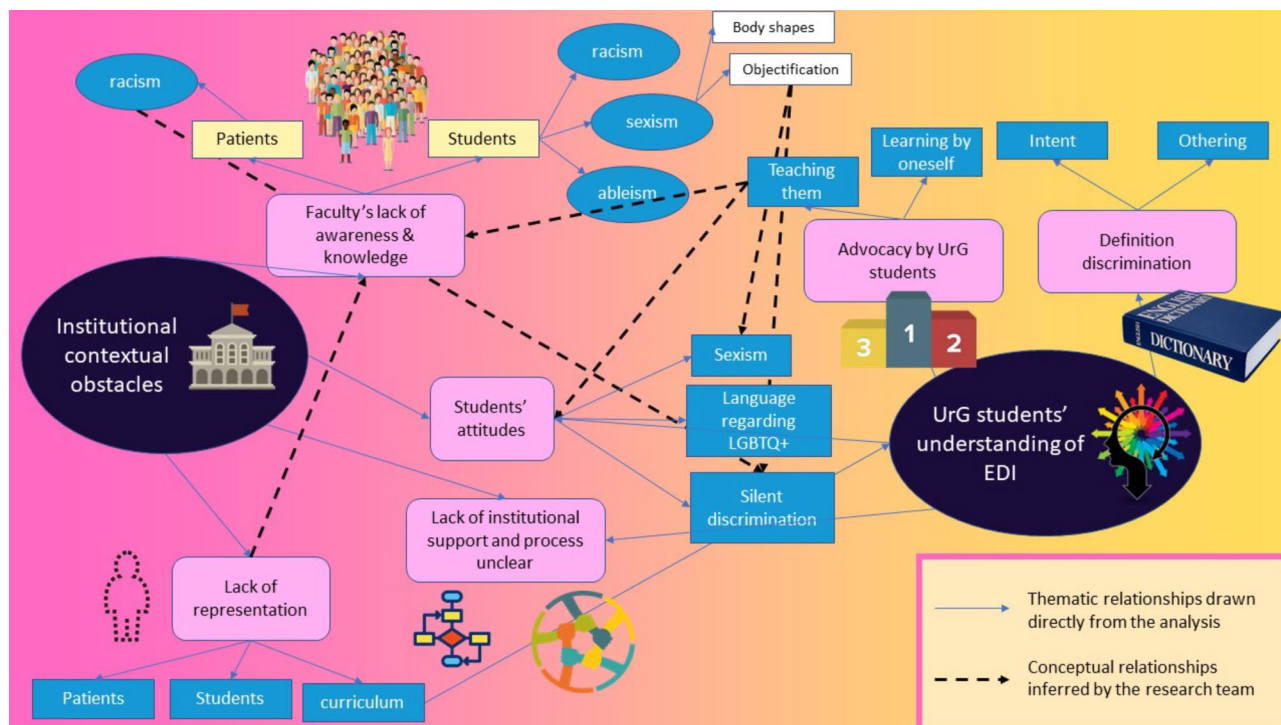 Body shapes
racism
Objectification
racism
sexism
Patients
Students
Learning by
oneself
Intent
Othering
Teaching
them
ableism
Faculty's lack of
awareness &
knowledge
Advocacy by UrG
students
Definition
discrimination
Institutional
contextual
obstacles
3
1
2
ENGLISH
DICTIONARY
ENGLISH
DICTIONARY
Sexism
Students'
attitudes
Language
regarding
LGBTQ+
UrG students'
understanding of
EDI
Silent
discrimination
Lack of institutional
support and process
unclear
Lack of
representation
Thematic relationships drawn
directly from the analysis
Conceptual relationships
inferred by the research team
Patients
Students
curriculum